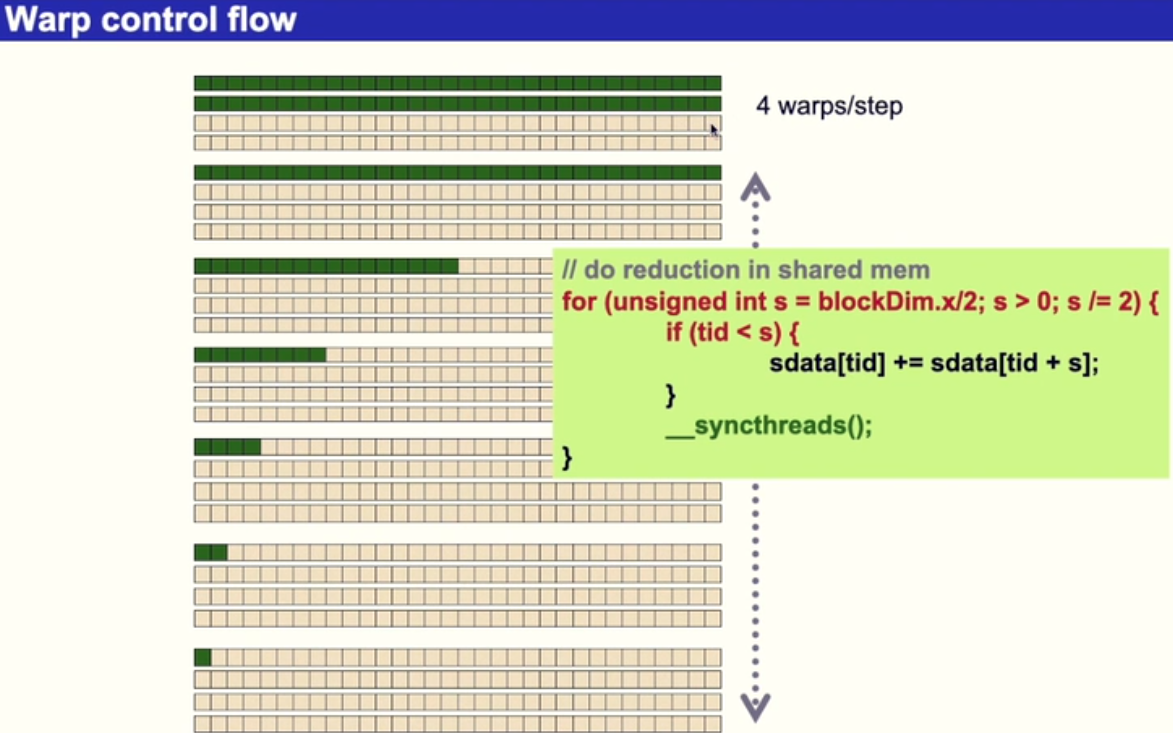 Warp control flow
4 warps/step
// do reduction in shared mem
for (unsigned int s = blockDim.x/2; s > 0; s /= 2) {
if (tid < s) {
sdata[tid] += sdata[tid + s];
}
__syncthreads();
}